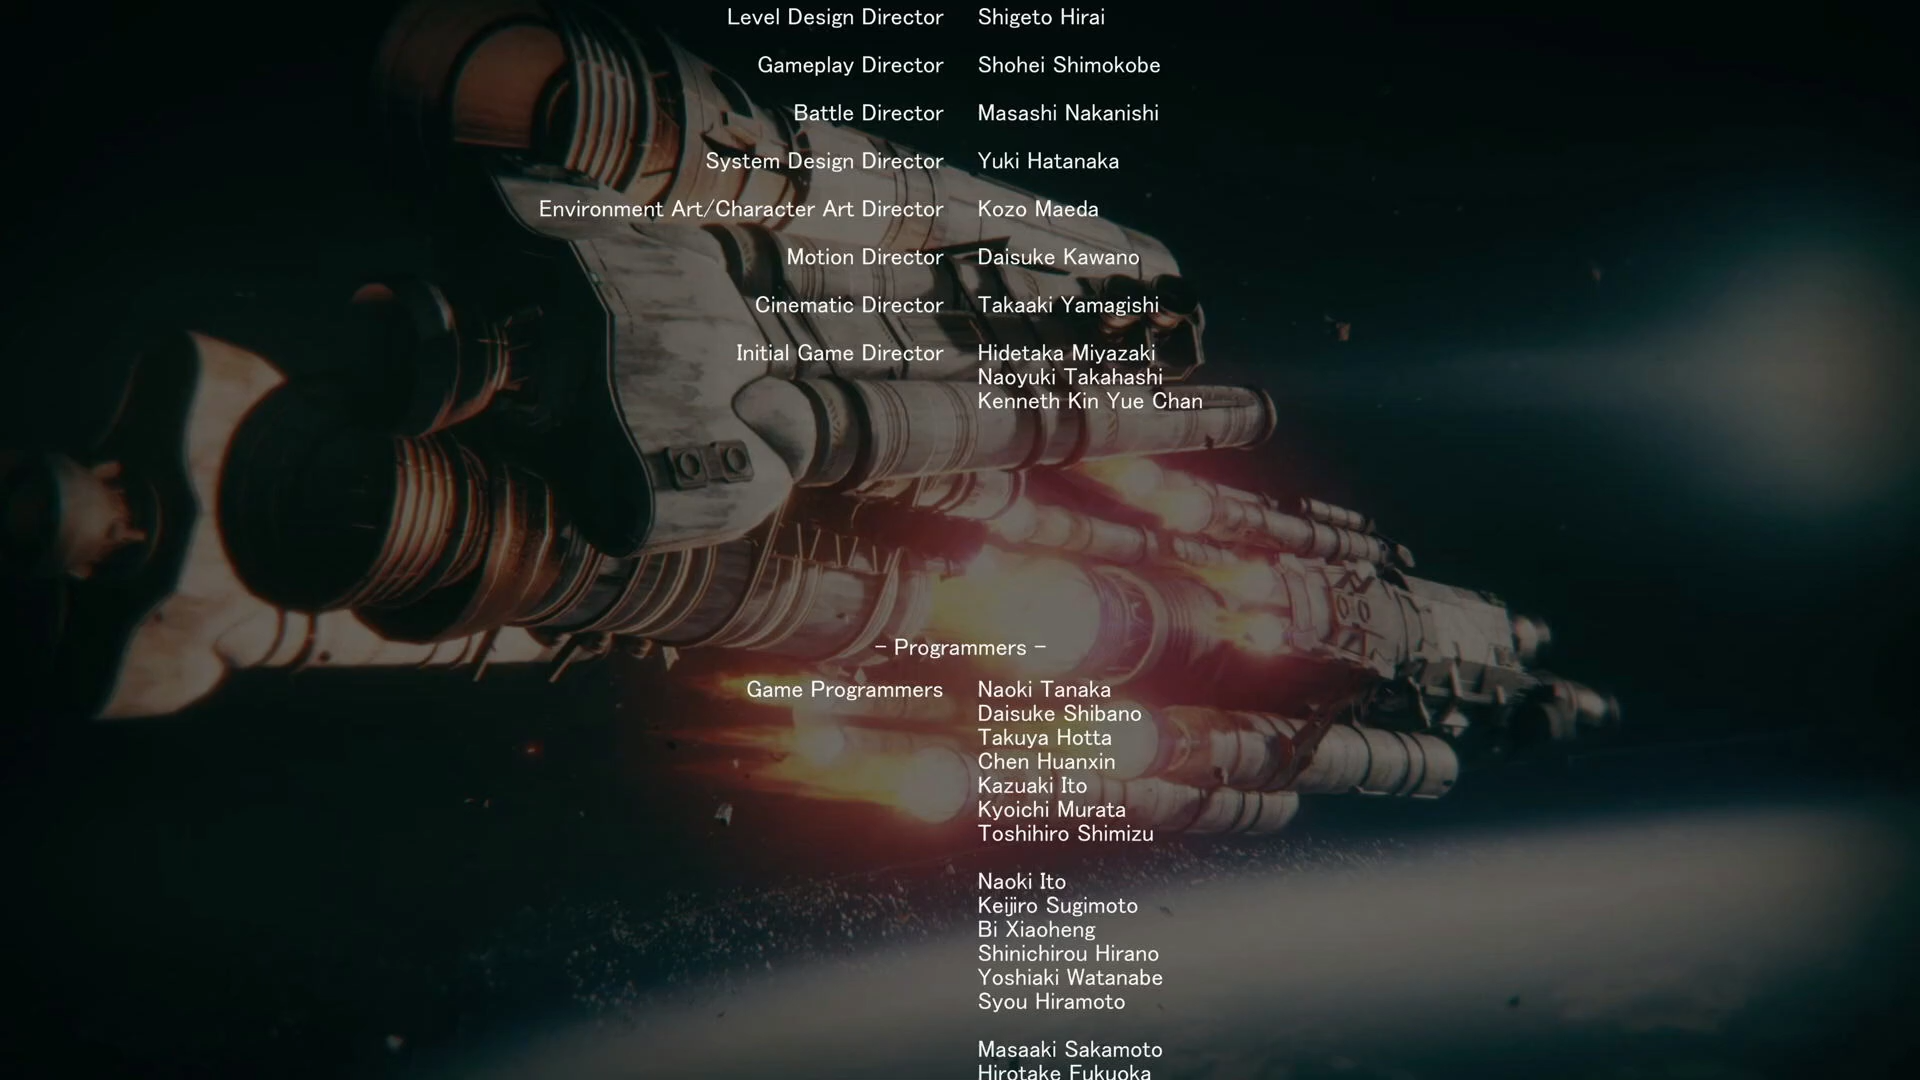 Level Design Director Shigeto Hirai
Gameplay Director Shohei Shimokobe
Battle Director Masashi Nakanishi
System Design Director Yuki Hatanaka
Environment Art/Character Art Director Kozo Maeda
Motion Director Daisuke Kawano
Cinematic Director Takaaki Yamagishi
Initial Game Director Hidetaka Miyazaki
Naoyuki Takahashi
Kenneth Kin Yue Chan
- Programmers -
Game Programmers Naoki Tanaka
Daisuke Shibano
Takuya Hotta
Chen Huanxin
Kazuaki Ito
Kyoichi Murata
Toshihiro Shimizu
Naoki Ito
Keijiro Sugimoto
Bi Xiaoheng
Shinichirou Hirano
Yoshiaki Watanabe
Syou Hiramoto
Masaaki Sakamoto
Hirotake Fukuoka